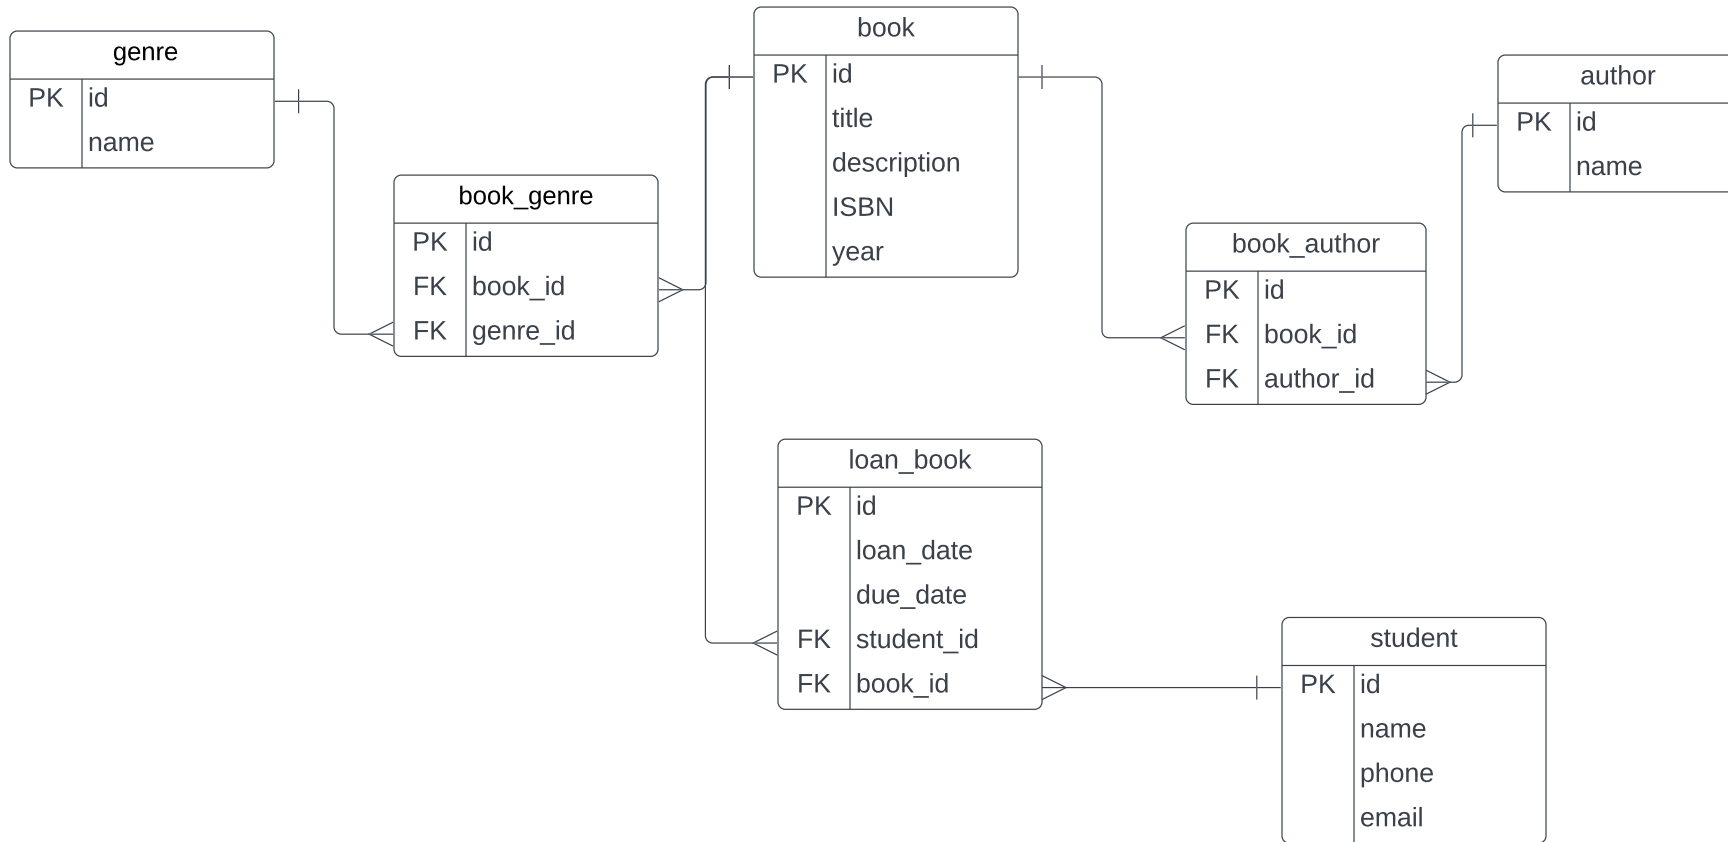 genre
PK id
name
book_genre
PK id
FK book_id
FK genre_id
book
PK id
title
description
ISBN
year
author
PK id
name
book_author
PK id
FK book_id
FK author_id
loan_book
PK id
loan_date
due_date
FK student_id
FK book_id
student
PK id
name
phone
email